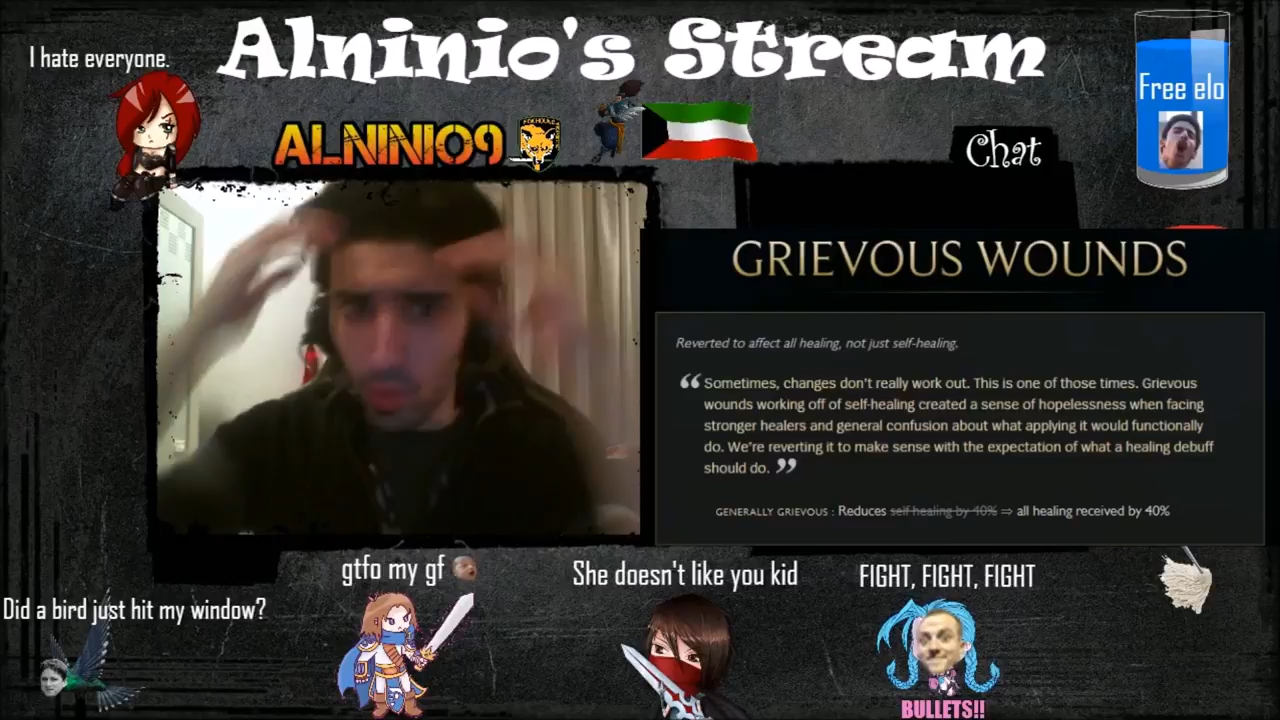 Alninio's Stream
I hate everyone.
Free elo
ALNINIO9
Chat
GRIEVOUS WOUNDS
Reverted to affect all healing, not just self-healing.
“Sometimes, changes don't really work out. This is one of those times. Grievous
wounds working off of self-healing created a sense of hopelessness when facing
stronger healers and general confusion about what applying it would functionally
do. We're reverting it to make sense with the expectation of what a healing debuff
should do.”
GENERALLY GRIEVOUS : Reduces self healing by 40% ⇒ all healing received by 40%
gtfo my gf
She doesn't like you kid
FIGHT, FIGHT, FIGHT
Did a bird just hit my window?
BULLETS!!